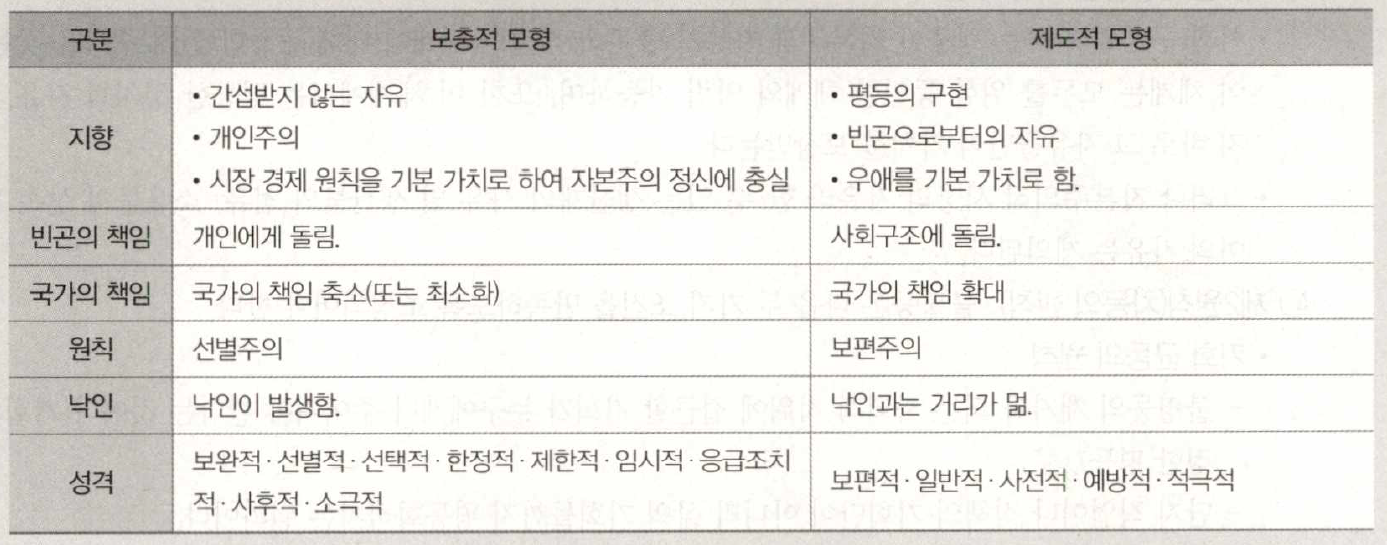 구분 보충적 모형 제도적 모형
지향 • 간섭받지 않는 자유 • 평등의 구현
• 개인주의 • 빈곤으로부터의 자유
• 시장 경제 원칙을 기본 가치로 하여 자본주의 정신에 충실 • 우애를 기본 가치로 함.
빈곤의 책임 개인에게 돌림. 사회구조에 돌림.
국가의 책임 국가의 책임 축소(또는 최소화) 국가의 책임 확대
원칙 선별주의 보편주의
낙인 낙인이 발생함. 낙인과는 거리가 멂.
성격 보완적·선별적·선택적·한정적·제한적·임시적·응급조치 보편적·일반적·사전적·예방적·적극적
적·사후적·소극적